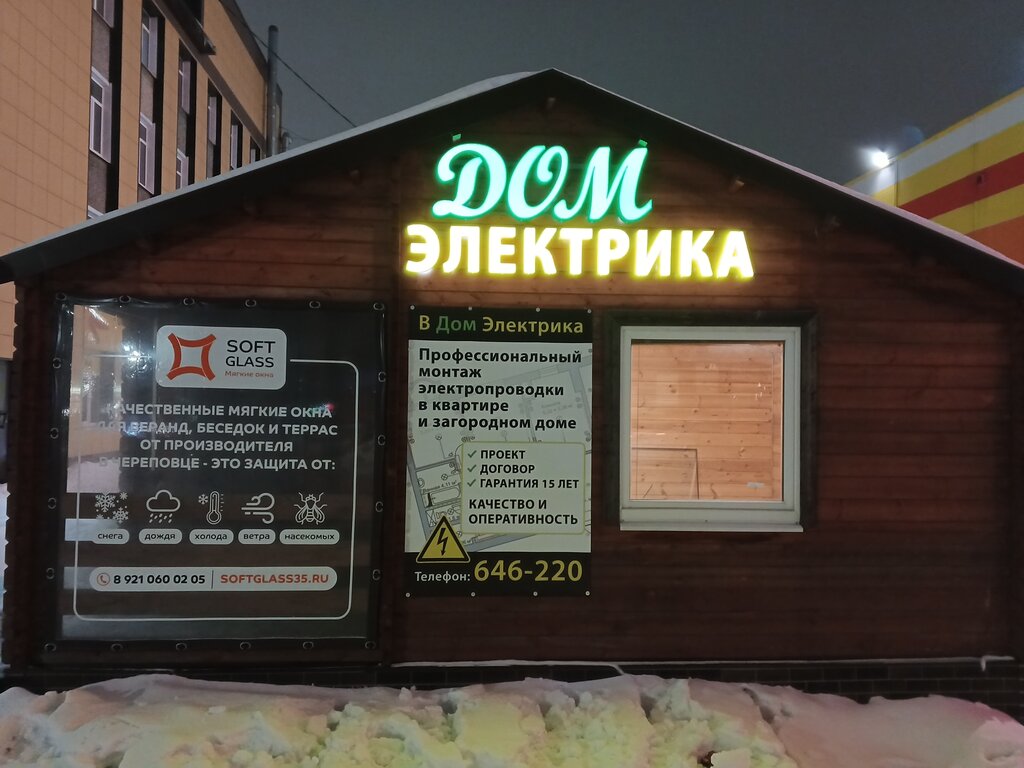 ДОМ
ЭЛЕКТРИКА
SOFT
GLASS
Мягкие окна
КАЧЕСТВЕННЫЕ МЯГКИЕ ОКНА
ДЛЯ ВЕРАНД, БЕСЕДОК И ТЕРРАС
ОТ ПРОИЗВОДИТЕЛЯ
В ЧЕРЕПОВЦЕ - ЭТО ЗАЩИТА ОТ:
снега дождя холода ветра насекомых
8 921 060 02 05 | SOFTGLASS35.RU
В Дом Электрика
Профессиональный
монтаж
электропроводки
в квартире
и загородном доме
✓ ПРОЕКТ
✓ ДОГОВОР
✓ ГАРАНТИЯ 15 ЛЕТ
КАЧЕСТВО И
ОПЕРАТИВНОСТЬ
Телефон: 646-220